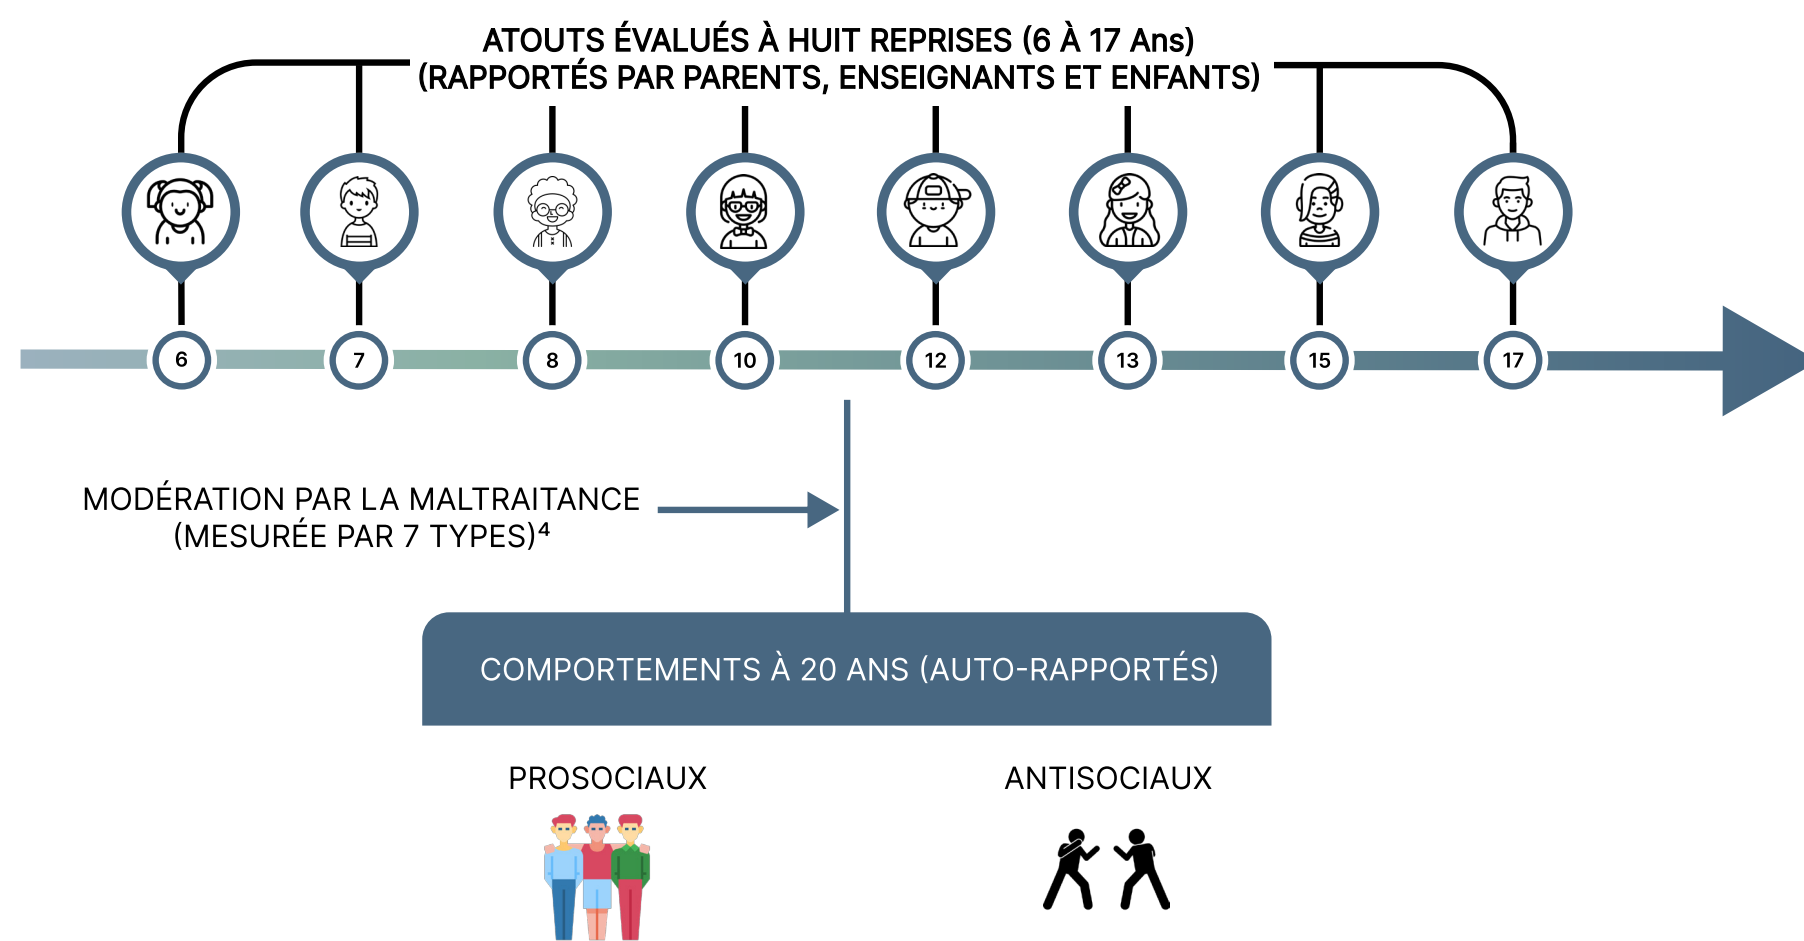 ATOUTS ÉVALUÉS À HUIT REPRISES (6 À 17 Ans)
(RAPPORTÉS PAR PARENTS, ENSEIGNANTS ET ENFANTS)
6
7
8
10
12
13
15
17
MODÉRATION PAR LA MALTRAITANCE
(MESURÉE PAR 7 TYPES)⁴
COMPORTEMENTS À 20 ANS (AUTO-RAPPORTÉS)
PROSOCIAUX
ANTISOCIAUX